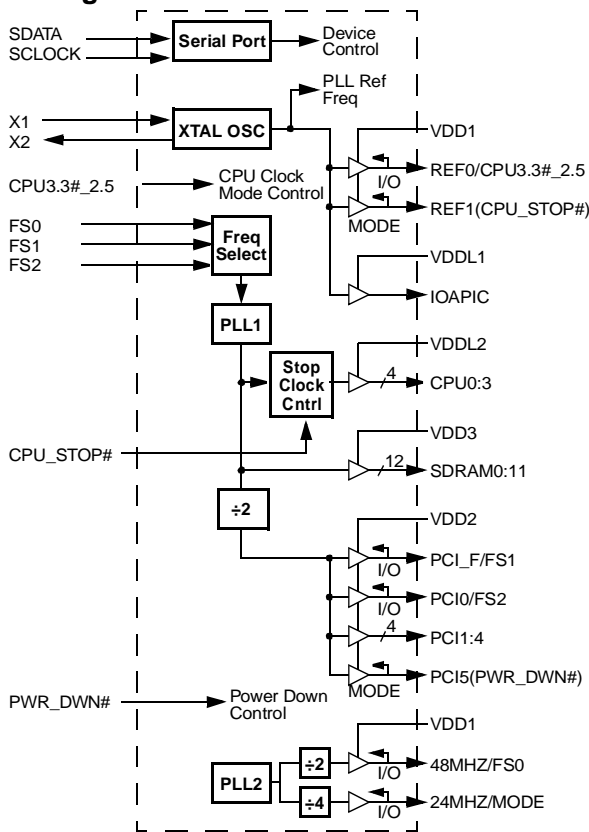 SDATA
SCLOCK
Serial Port
Device
Control
PLL Ref
Freq
X1
X2
XTAL OSC
VDD1
REF0/CPU3.3#_2.5
I/O
CPU3.3#_2.5
CPU Clock
Mode Control
REF1(CPU_STOP#)
MODE
FS0
FS1
FS2
Freq
Select
VDDL1
IOAPIC
PLL1
VDDL2
Stop
Clock
Cntrl
4
CPU0:3
CPU_STOP#
VDD3
12
SDRAM0:11
÷2
VDD2
PCI_F/FS1
I/O
PCI0/FS2
I/O
4
PCI1:4
PCI5(PWR_DWN#)
MODE
PWR_DWN#
Power Down
Control
VDD1
÷2
48MHZ/FS0
I/O
PLL2
÷4
24MHZ/MODE
I/O